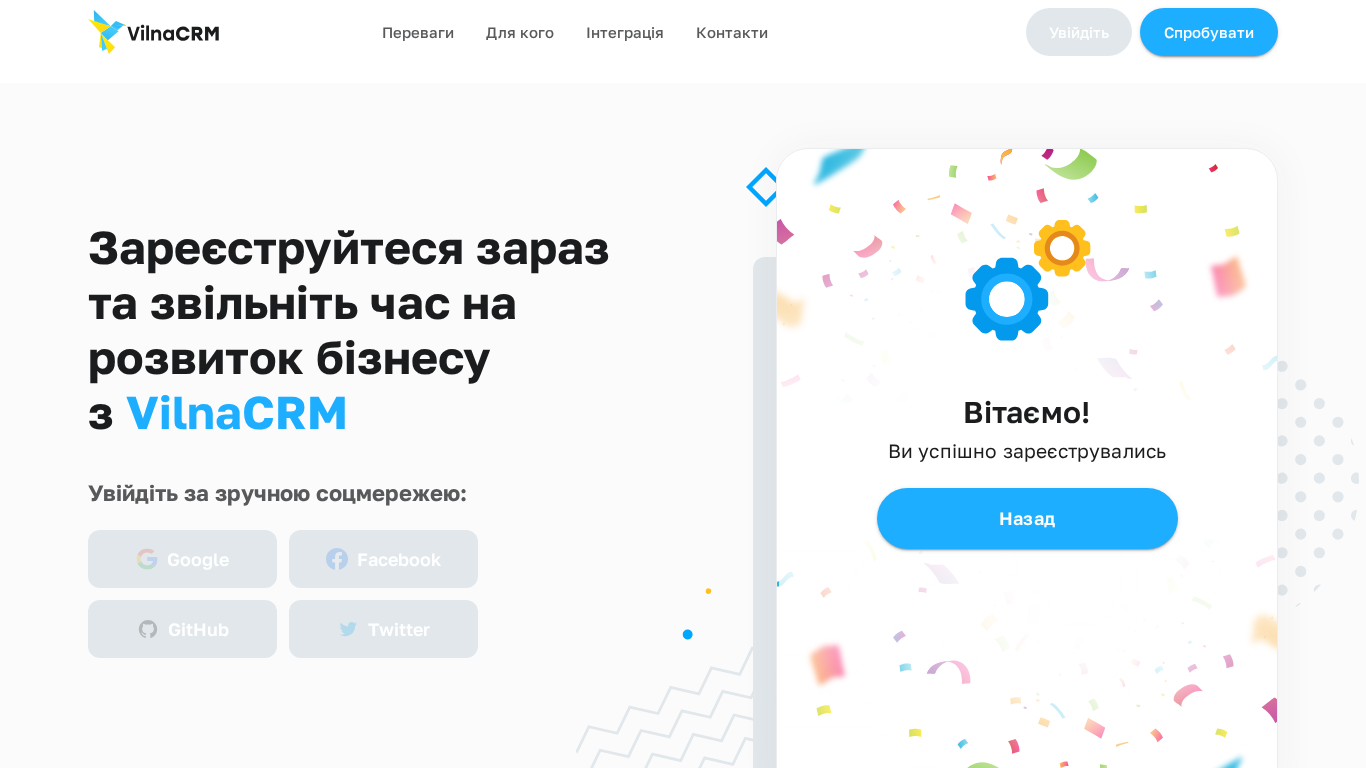 VilnaCRM
Переваги
Для кого
Інтеграція
Контакти
Увійдіть
Спробувати
Зареєструйтеся зараз
та звільніть час на
розвиток бізнесу
з VilnaCRM
Увійдіть за зручною соцмережею:
Google
Facebook
GitHub
Twitter
Вітаємо!
Ви успішно зареєструвались
Назад